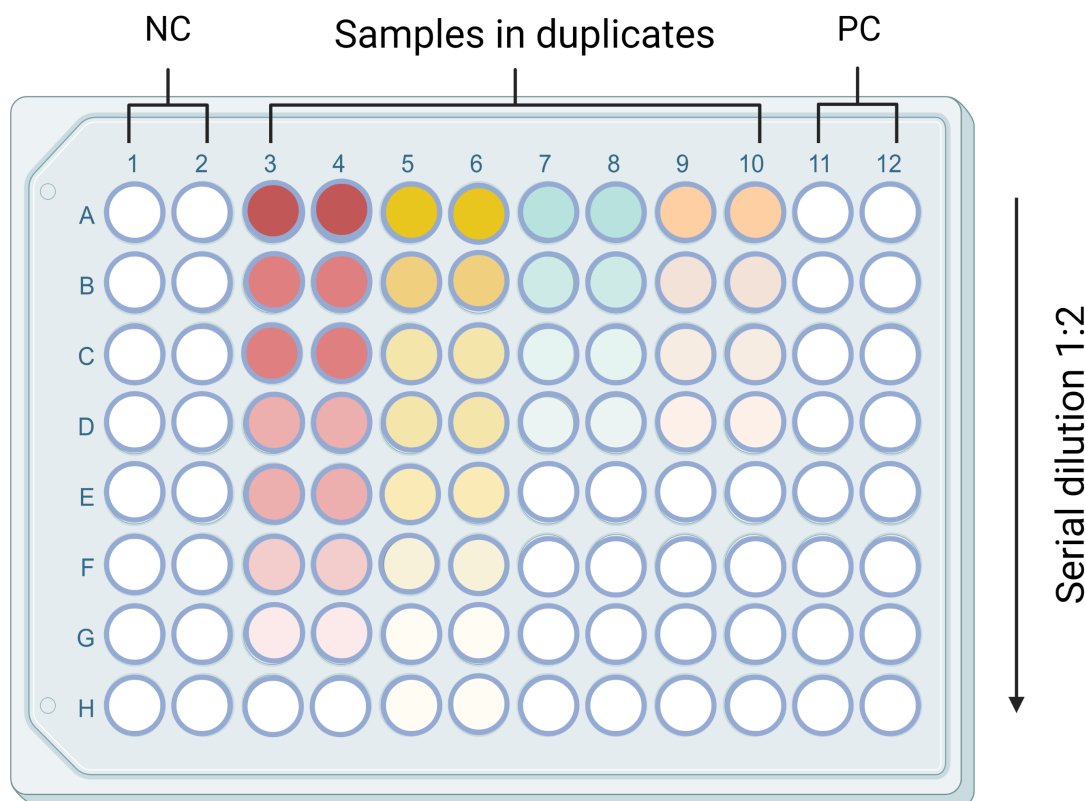 NC Samples in duplicates PC
1 2 3 4 5 6 7 8 9 10 11 12
A
B
C
D
E
F
G
H
Serial dilution 1:2